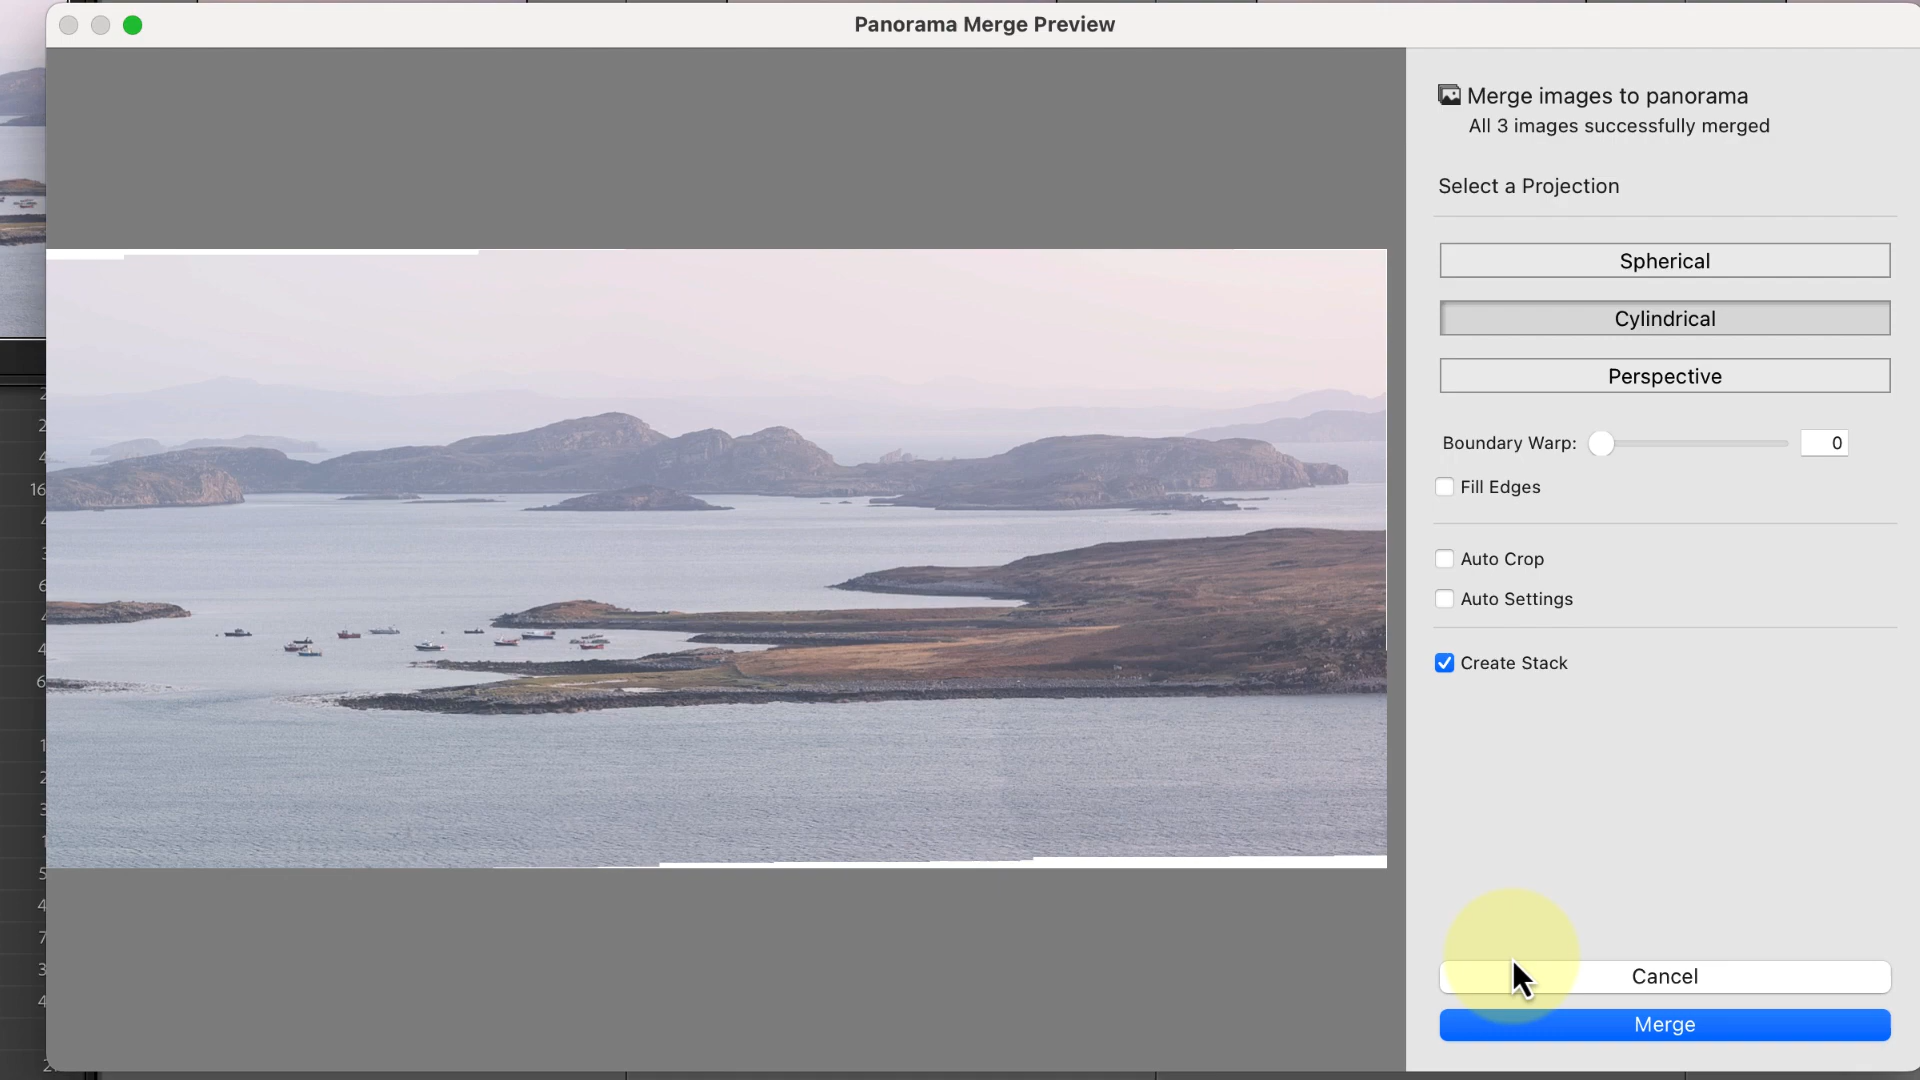 Panorama Merge Preview
Merge images to panorama
All 3 images successfully merged
Select a Projection
Spherical
Cylindrical
Perspective
Boundary Warp: 0
Fill Edges
Auto Crop
Auto Settings
Create Stack
Cancel
Merge
16